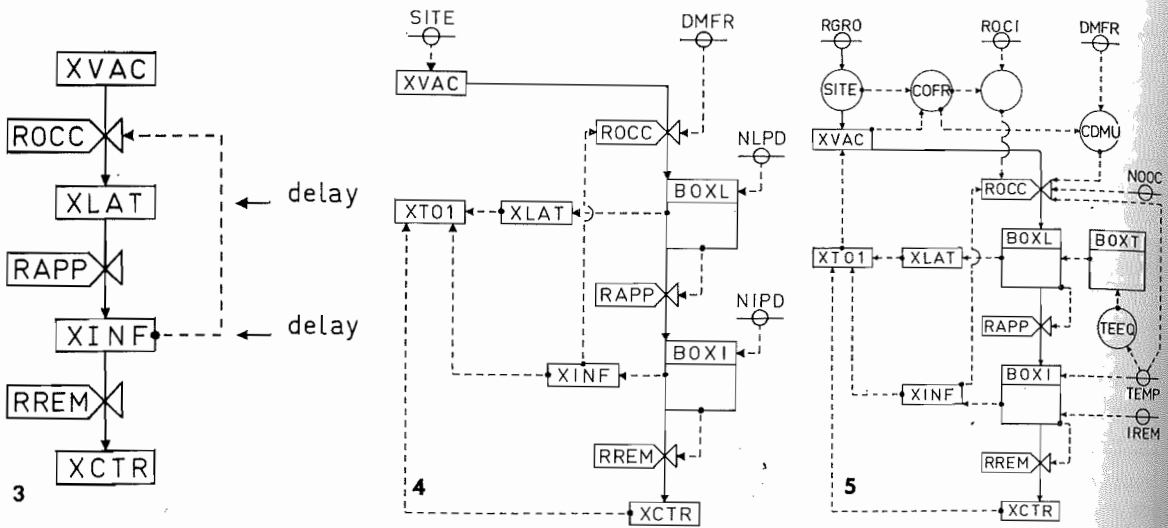 XVAC
ROCC
XLAT
delay
RAPP
XINF
delay
RREM
XCTR
3
SITE
DMFR
XVAC
ROCC
NLPD
BOXL
XTO1
XLAT
RAPP
NIPD
BOXI
XINF
RREM
XCTR
4
RGRO
ROCI
DMFR
SITE
COFR
CDMU
XVAC
ROCC
NOOC
BOXL
BOXT
XTO1
XLAT
RAPP
TEEQ
BOXI
TEMP
XINF
IREM
RREM
XCTR
5